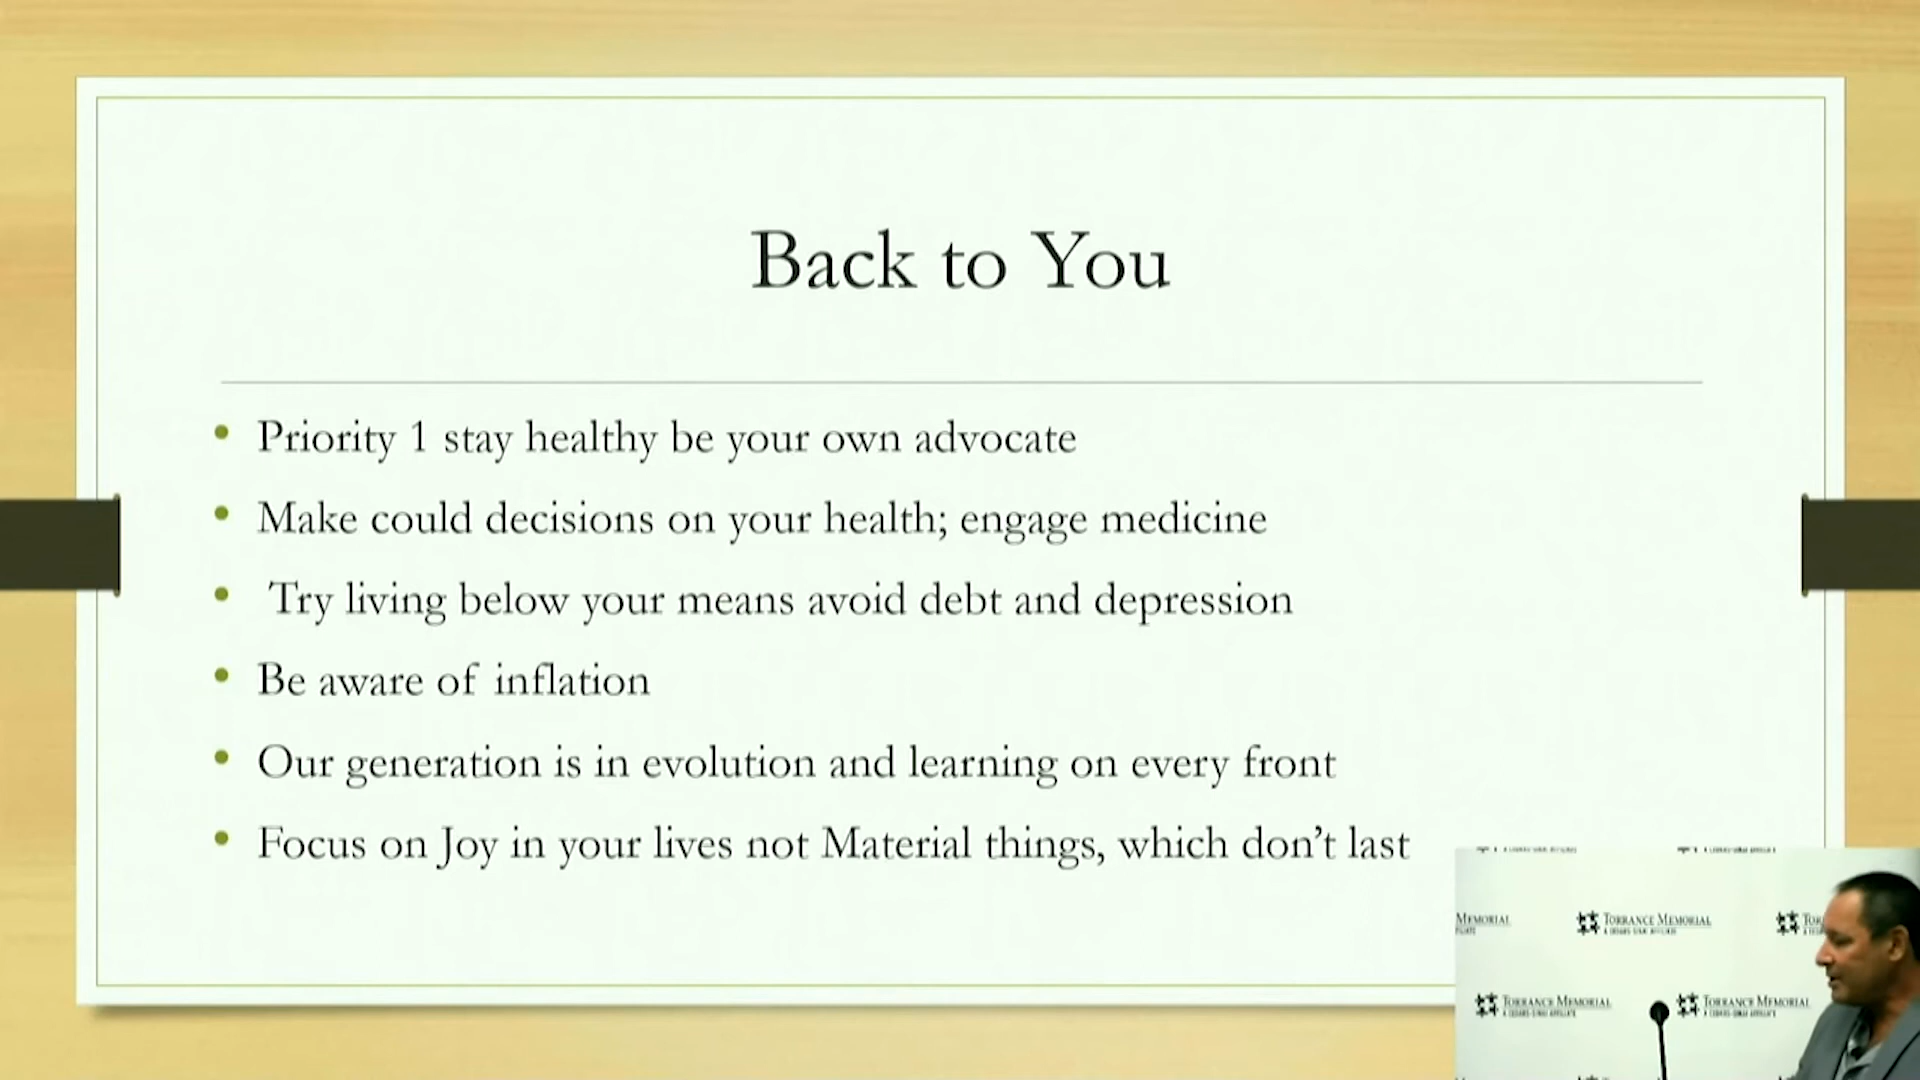 Back to You
Priority 1 stay healthy be your own advocate
Make could decisions on your health; engage medicine
Try living below your means avoid debt and depression
Be aware of inflation
Our generation is in evolution and learning on every front
Focus on Joy in your lives not Material things, which don’t last
MEMORIAL
TORRANCE MEMORIAL
TORRANCE MEMORIAL
TORRANCE MEMORIAL